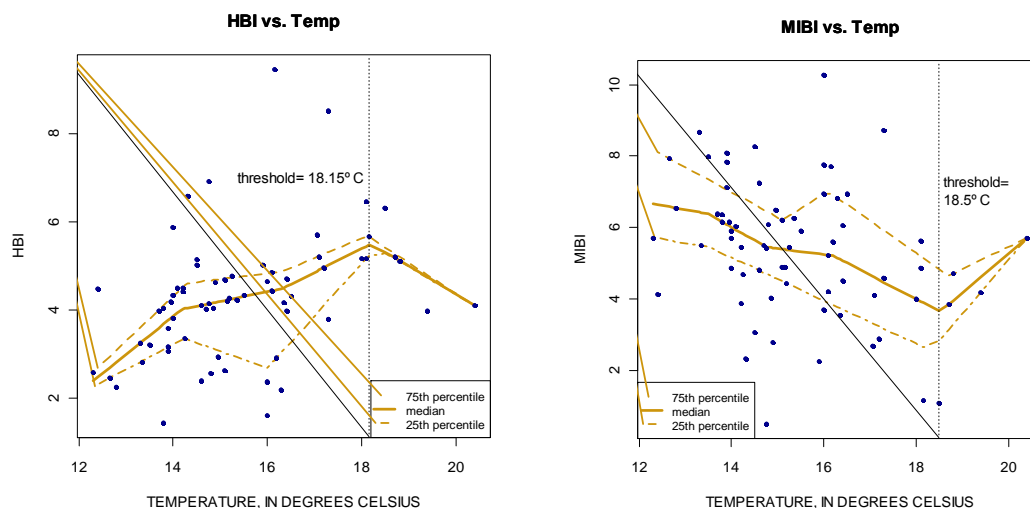 HBI vs. Temp
HBI
8
6
4
2
threshold= 18.15º C
75th percentile
median
25th percentile
12 14 16 18 20
TEMPERATURE, IN DEGREES CELSIUS
MIBI vs. Temp
MIBI
10
8
6
4
2
threshold=
18.5º C
75th percentile
median
25th percentile
12 14 16 18 20
TEMPERATURE, IN DEGREES CELSIUS